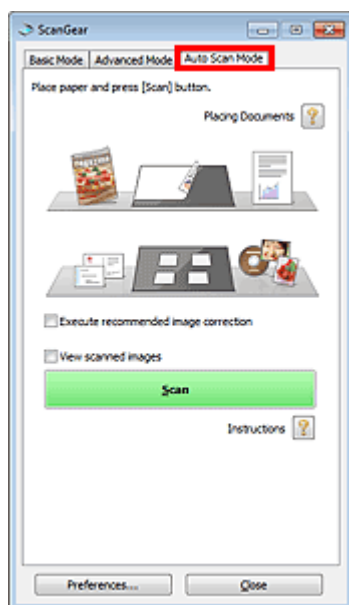 ScanGear
Basic Mode Advanced Mode Auto Scan Mode
Place paper and press [Scan] button.
Placing Documents ?
magazine
Execute recommended image correction
View scanned images
Scan
Instructions ?
Preferences... Close